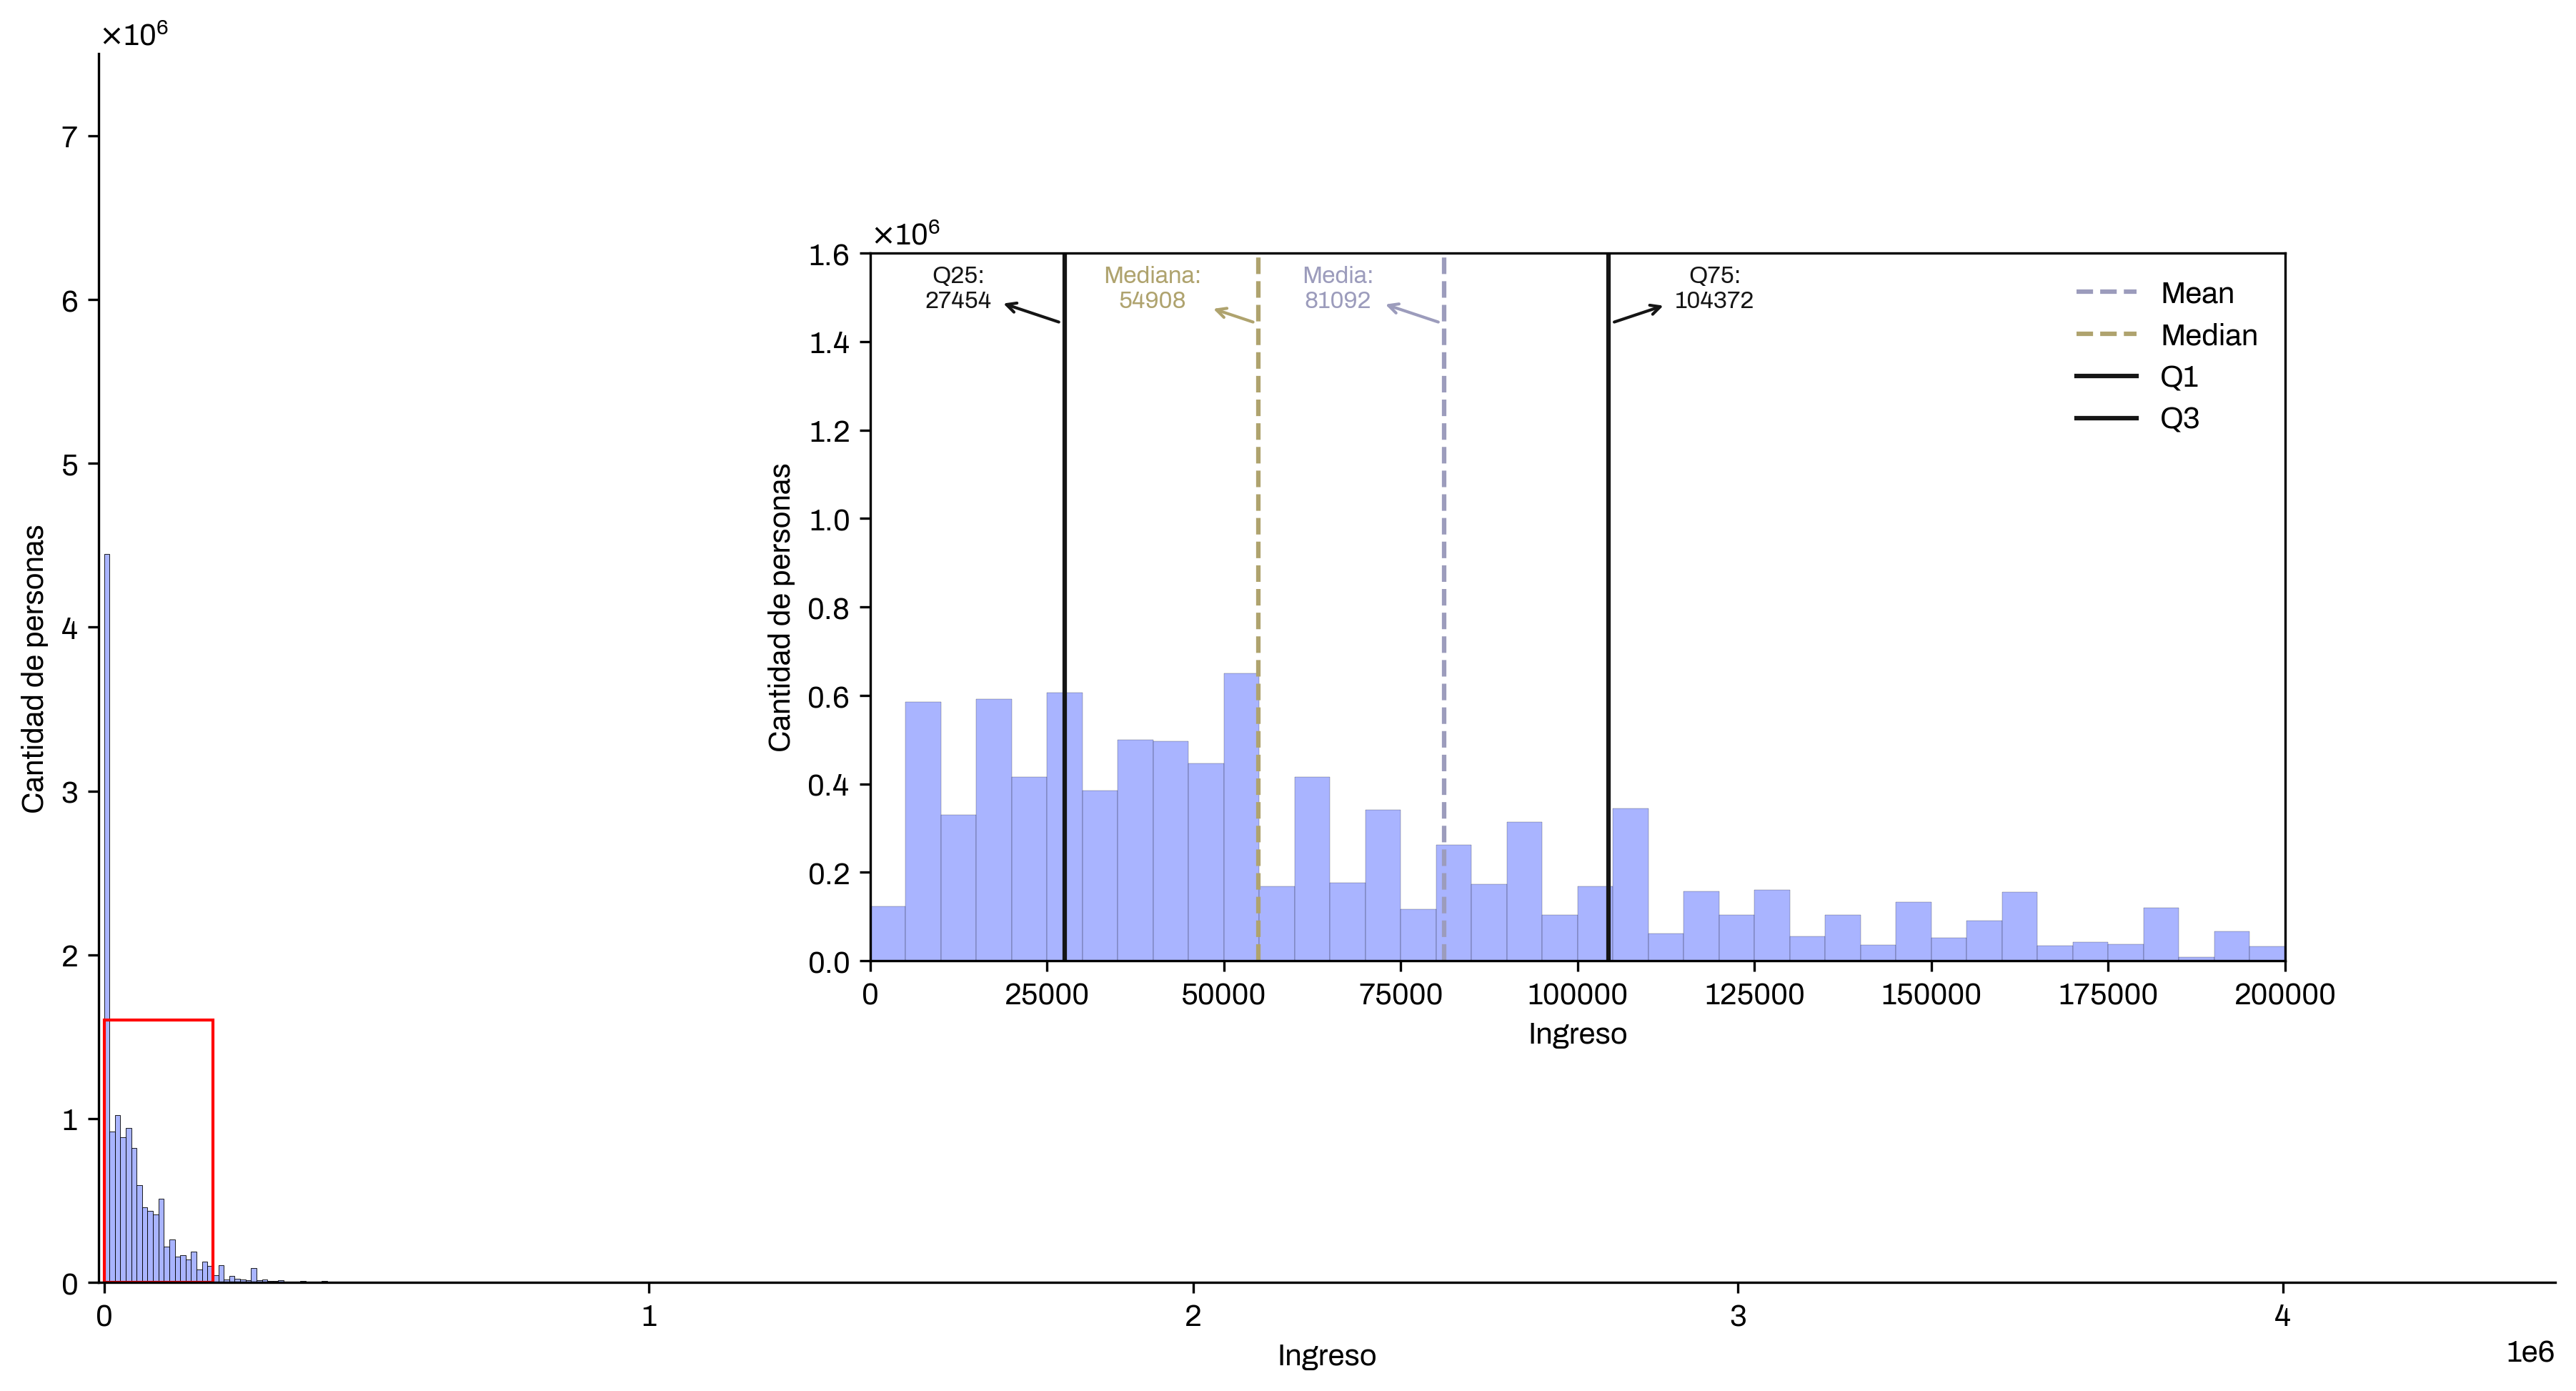 ×10⁶
7
6
5
4
3
2
1
0
Cantidad de personas
0 1 2 3 4
1e6
Ingreso
×10⁶
1.6
1.4
1.2
1.0
0.8
0.6
0.4
0.2
0.0
Cantidad de personas
Q25:
27454
Mediana:
54908
Media:
81092
Q75:
104372
Mean
Median
Q1
Q3
0 25000 50000 75000 100000 125000 150000 175000 200000
Ingreso